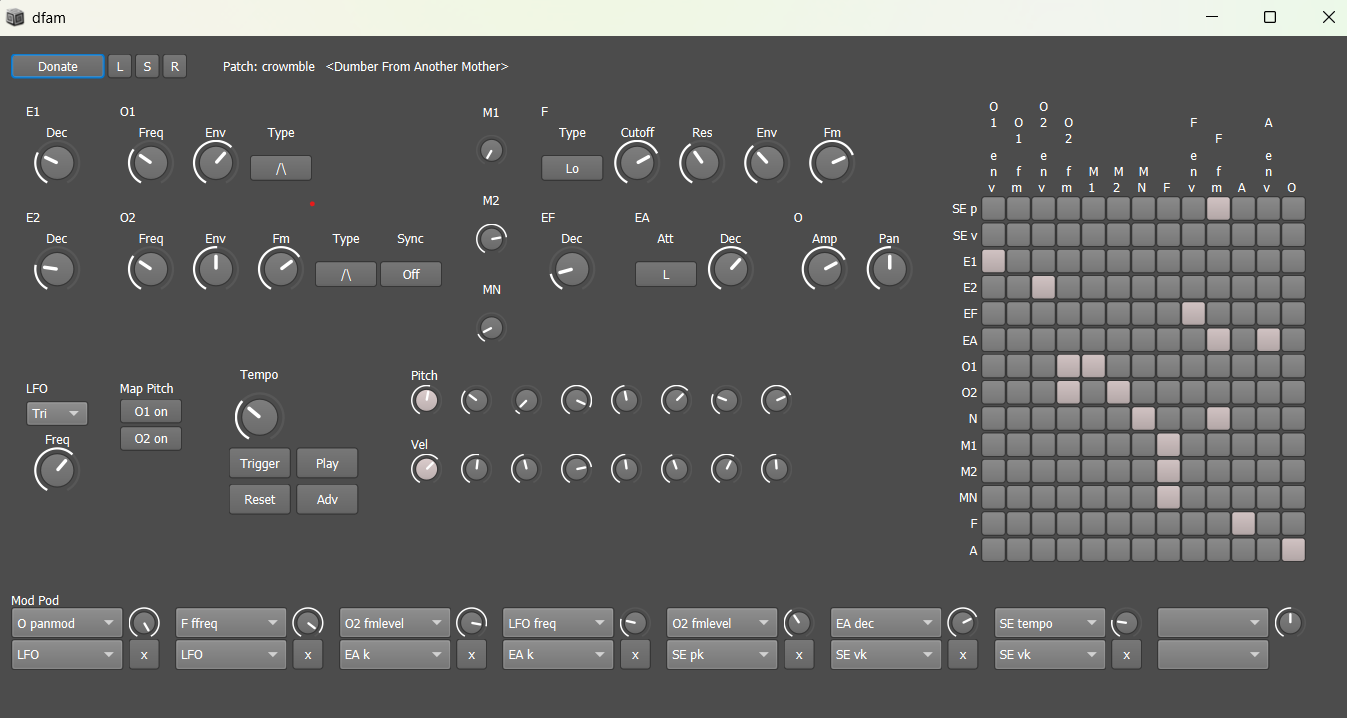 dfam
Donate L S R Patch: crowmble <Dumber From Another Mother>
E1 O1 M1 F
Dec Freq Env Type Type Cutoff Res Env Fm
/\ Lo
M2
E2 O2 EF EA O
Dec Freq Env Fm Type Sync Dec Att Dec Amp Pan
/\ Off L
MN
LFO Map Pitch Tempo Pitch
Tri O1 on
O2 on
Freq Vel
Trigger Play
Reset Adv
O1 env O1 fm O2 env O2 fm M1 M2 MN F F env F fm A A env O
SE p
SE v
E1
E2
EF
EA
O1
O2
N
M1
M2
MN
F
A
Mod Pod
O panmod F ffreq O2 fmlevel LFO freq O2 fmlevel EA dec SE tempo
LFO x LFO x EA k x EA k x SE pk x SE vk x SE vk x